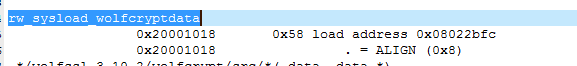 rw_sysload_wolfcryptdata
0x20001018 0x58 load address 0x08022bfc
0x20001018 . = ALIGN (0x8)